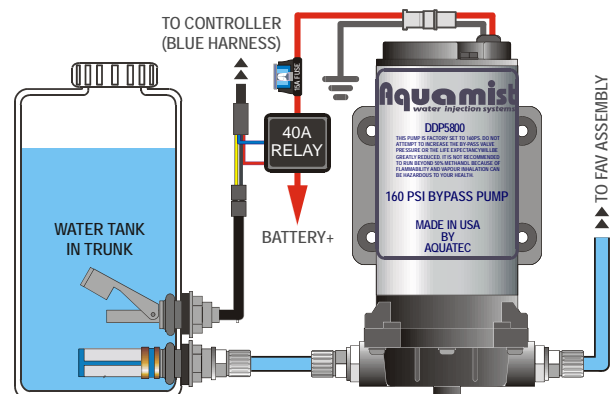 TO CONTROLLER
(BLUE HARNESS)
15A FUSE
40A
RELAY
BATTERY+
WATER TANK
IN TRUNK
Aquamist
water injection systems
DDP5800
THIS PUMP IS FACTORY SET TO 160PS. DO NOT
ATTEMPT TO INCREASE THE BY-PASS VALVE
PRESSURE OR THE LIFE EXPECTANCYWILLBE
GREATLY REDUCED. IT IS NOT RECOMMENDED
TO RUN BEYOND 50% METHANOL BECAUSE OF
FLAMMABILITY AND VAPOUR INHALATION CAN
BE HAZARDOUS TO YOUR HEALTH.
160 PSI BYPASS PUMP
MADE IN USA
BY
AQUATEC
TO FAV ASSEMBLY